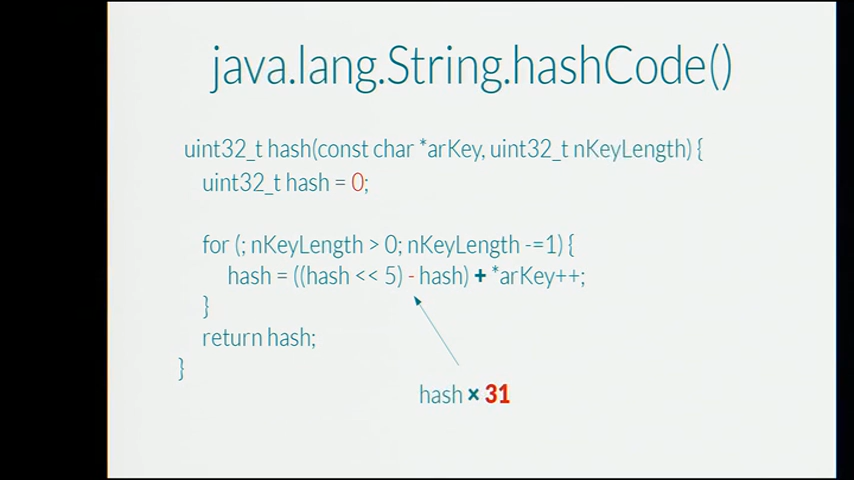 java.lang.String.hashCode()
uint32_t hash(const char *arKey, uint32_t nKeyLength) {
uint32_t hash = 0;
for (; nKeyLength > 0; nKeyLength -=1) {
hash = ((hash << 5) - hash) + *arKey++;
}
return hash;
}
hash × 31